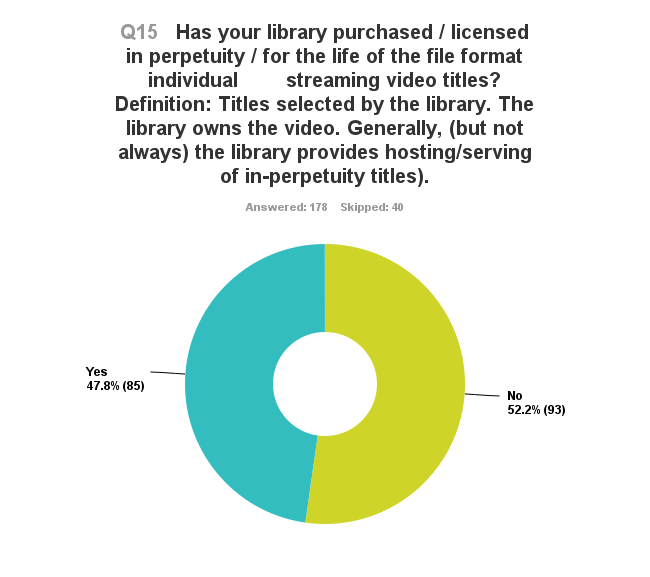 Q15 Has your library purchased / licensed
in perpetuity / for the life of the file format
individual streaming video titles?
Definition: Titles selected by the library. The
library owns the video. Generally, (but not
always) the library provides hosting/serving
of in-perpetuity titles).
Answered: 178 Skipped: 40
Yes
47.8% (85)
No
52.2% (93)